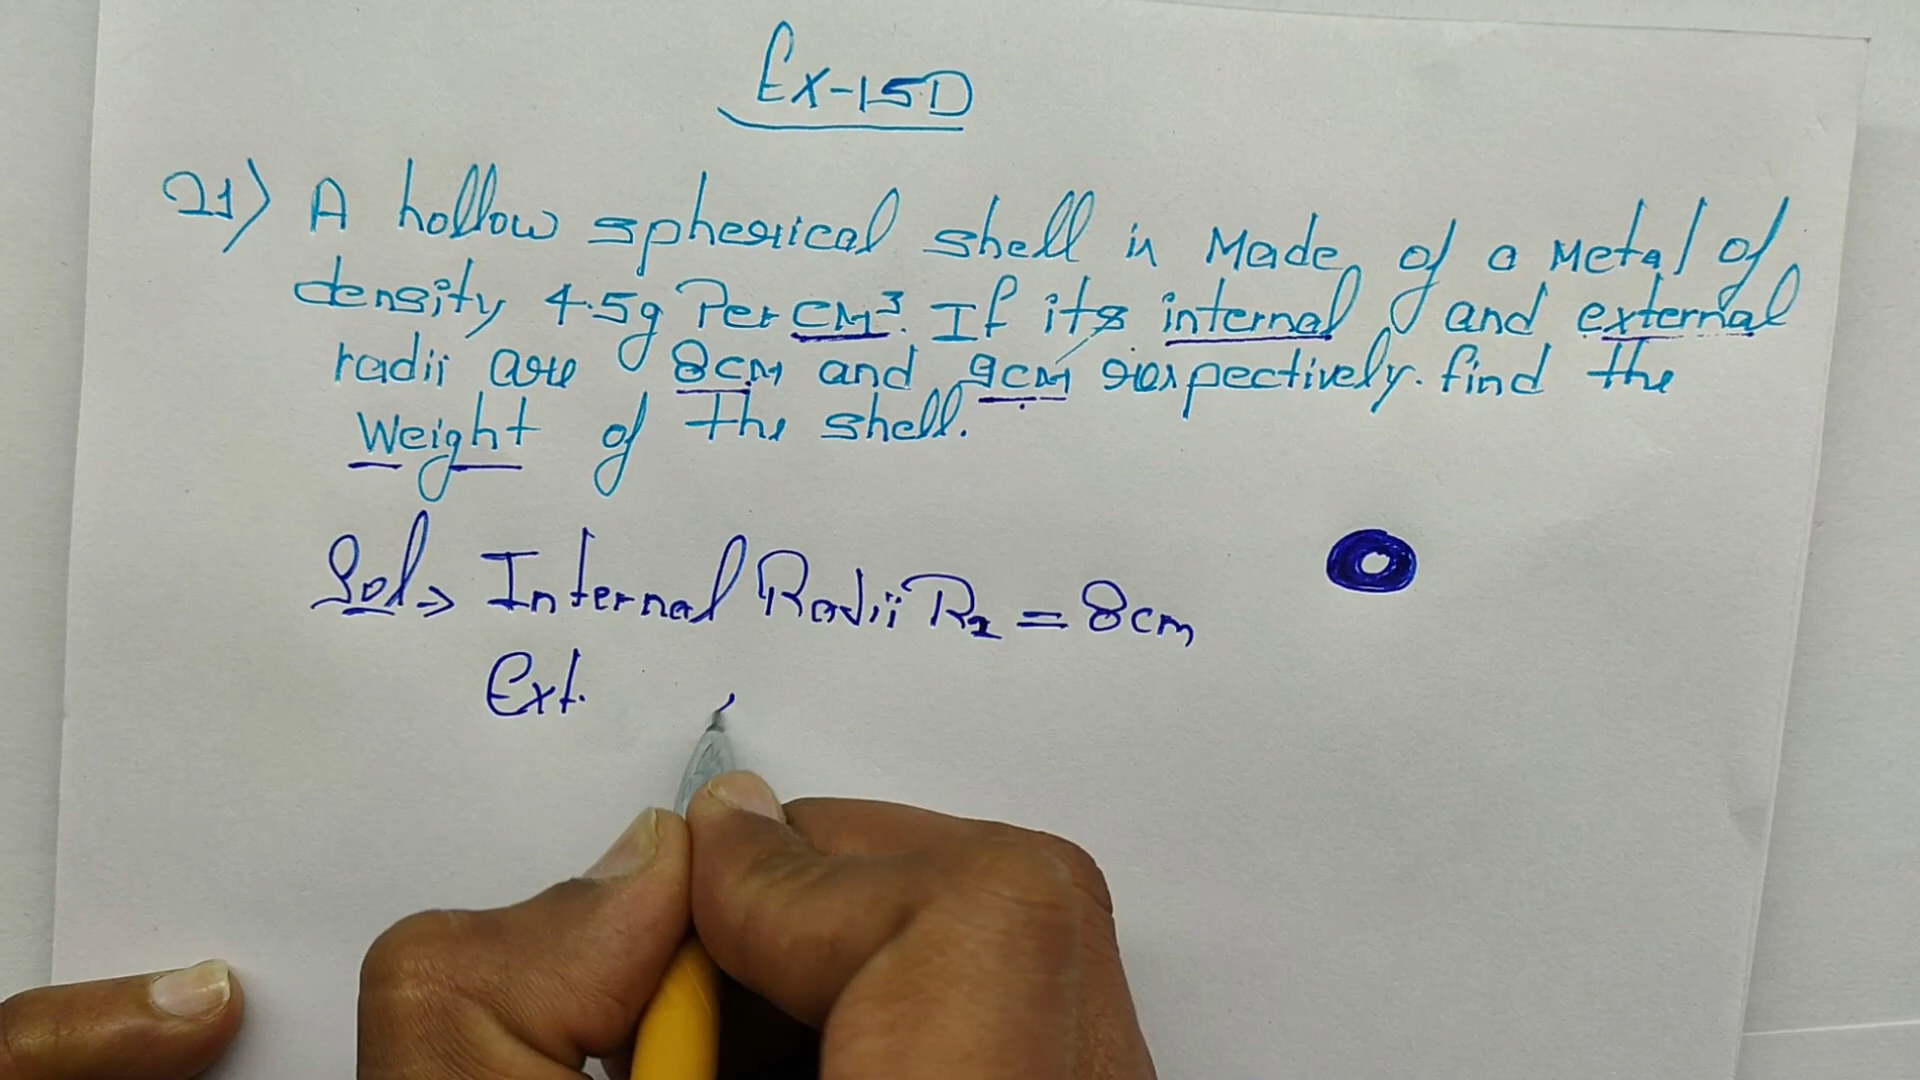 Ex-15D
21) A hollow spherical shell is Made of a Metal of
density 4.5g Per CM³. If its internal and external
radii are 8cm and 9cm respectively. find the
Weight of the shell.
Sol⇒ Internal Radii R₂ = 8cm
Ext.